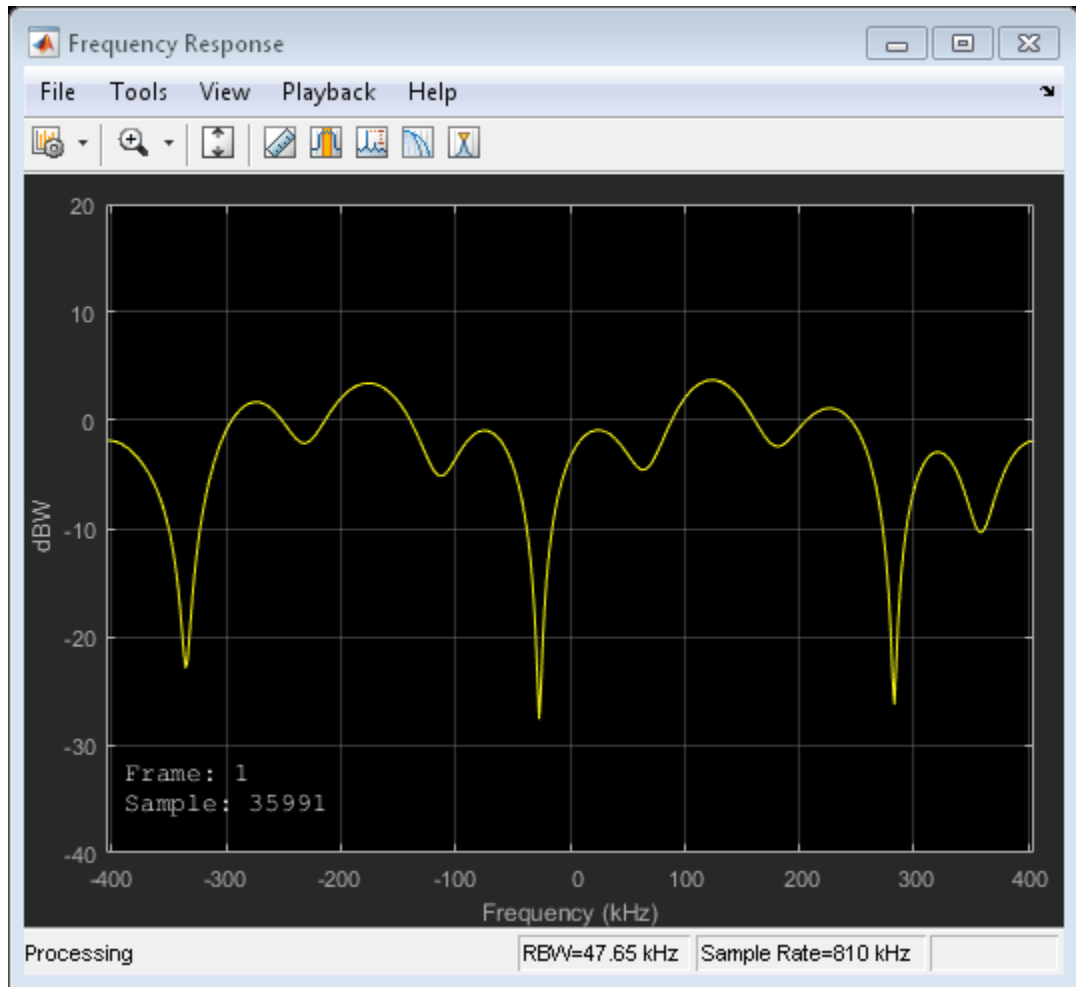 Frequency Response
File Tools View Playback Help
20
10
0
-10
-20
-30
-40
dBW
Frame: 1
Sample: 35991
-400 -300 -200 -100 0 100 200 300 400
Frequency (kHz)
Processing RBW=47.65 kHz Sample Rate=810 kHz